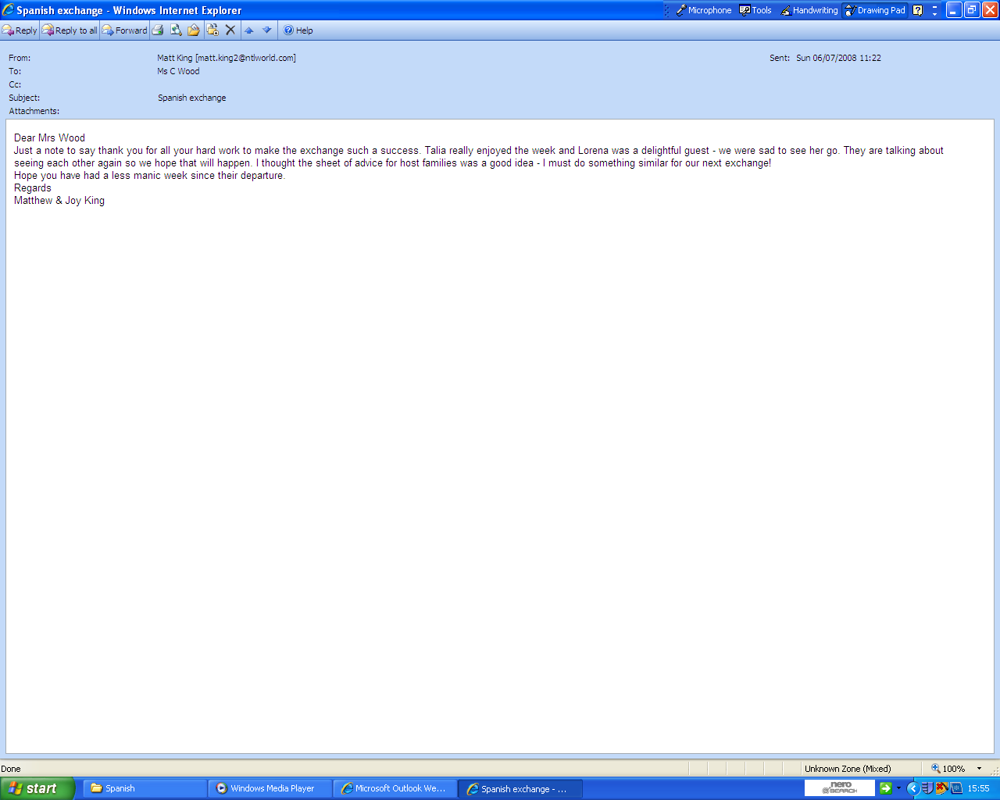 Spanish exchange - Windows Internet Explorer
Microphone Tools Handwriting Drawing Pad
Reply Reply to all Forward Help
From: Matt King [matt.king2@ntlworld.com] Sent: Sun 06/07/2008 11:22
To: Ms C Wood
Cc:
Subject: Spanish exchange
Attachments:
Dear Mrs Wood
Just a note to say thank you for all your hard work to make the exchange such a success. Talia really enjoyed the week and Lorena was a delightful guest - we were sad to see her go. They are talking about
seeing each other again so we hope that will happen. I thought the sheet of advice for host families was a good idea - I must do something similar for our next exchange!
Hope you have had a less manic week since their departure.
Regards
Matthew & Joy King
Done Unknown Zone (Mixed) 100%
start Spanish Windows Media Player Microsoft Outlook We... Spanish exchange - ... nero 15:55
@SEARCH